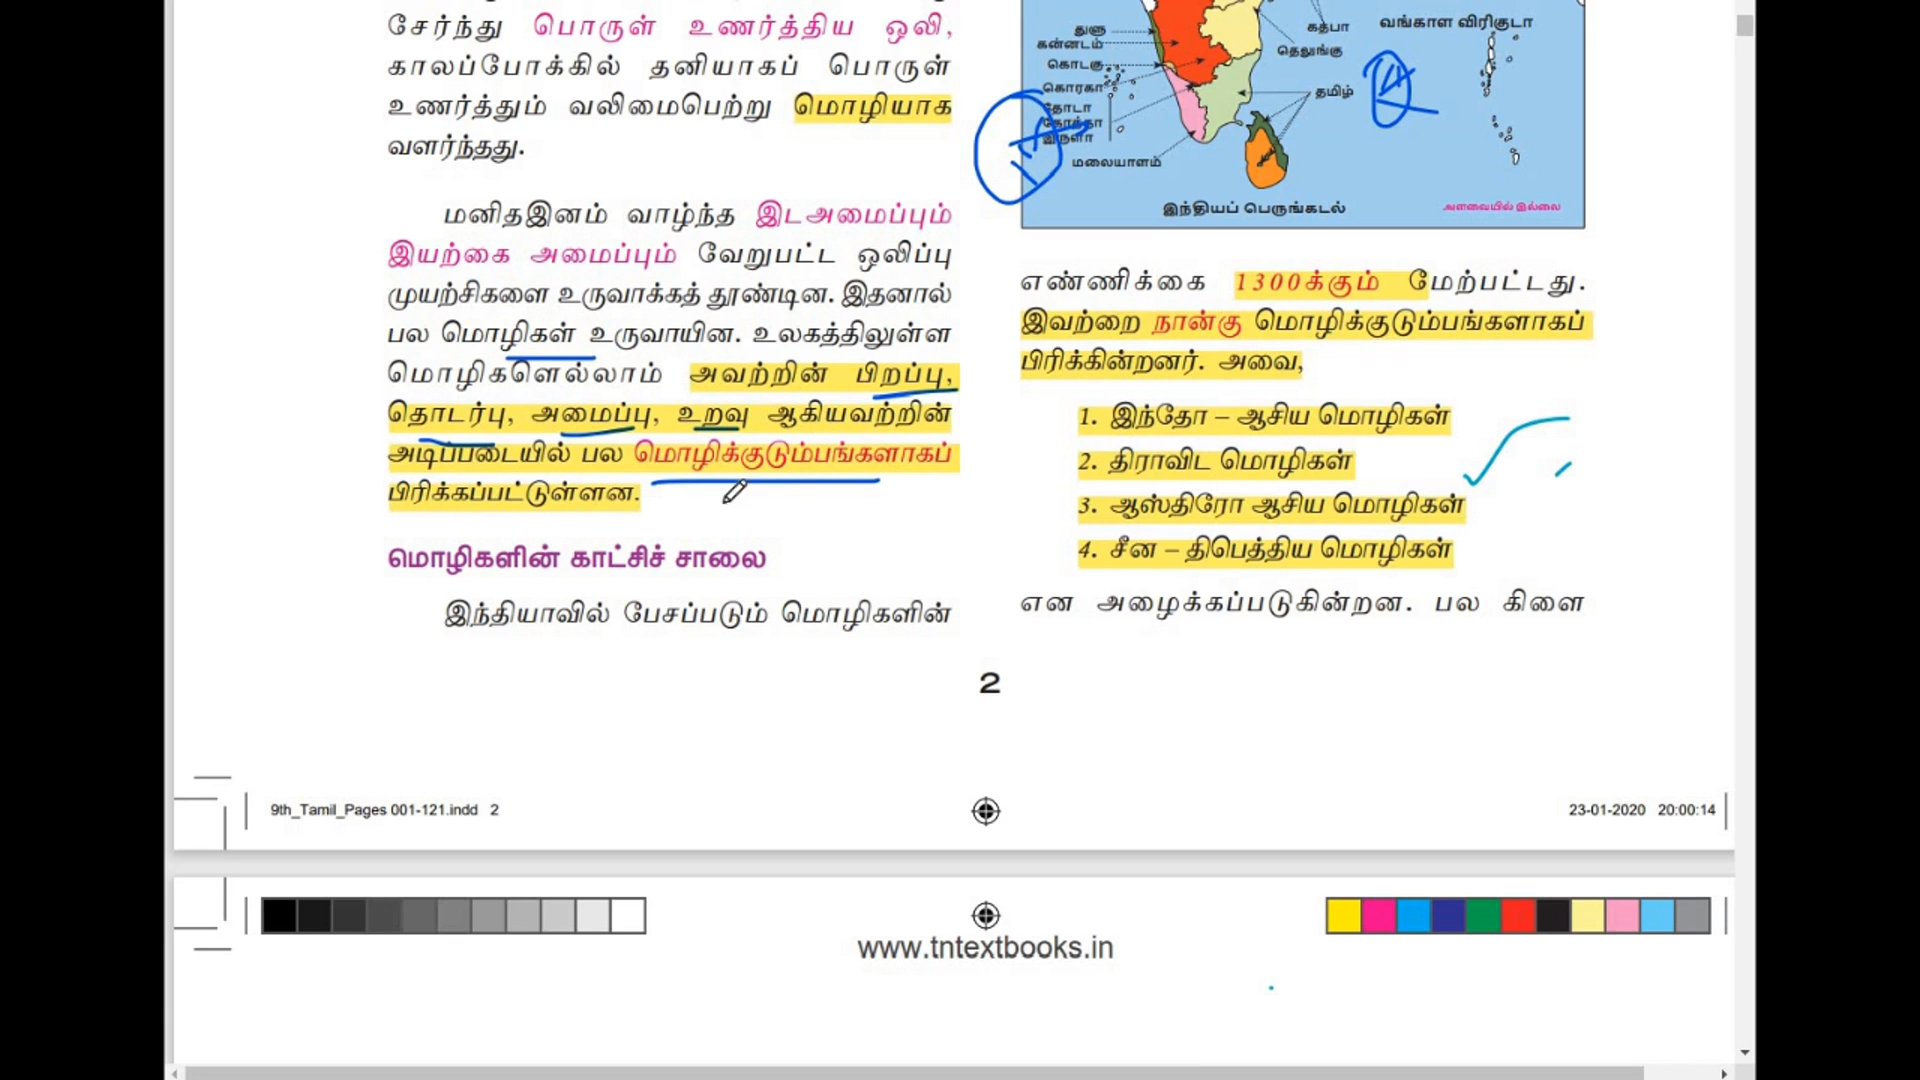 சேர்ந்து பொருள் உணர்த்திய ஒலி,
காலப்போக்கில் தனியாகப் பொருள்
உணர்த்தும் வலிமைபெற்று மொழியாக
வளர்ந்தது.
மனிதஇனம் வாழ்ந்த இடஅமைப்பும்
இயற்கை அமைப்பும் வேறுபட்ட ஒலிப்பு
முயற்சிகளை உருவாக்கத் தூண்டின. இதனால்
பல மொழிகள் உருவாயின. உலகத்திலுள்ள
மொழிகளெல்லாம் அவற்றின் பிறப்பு,
தொடர்பு, அமைப்பு, உறவு ஆகியவற்றின்
அடிப்படையில் பல மொழிக்குடும்பங்களாகப்
பிரிக்கப்பட்டுள்ளன.
மொழிகளின் காட்சிச் சாலை
இந்தியாவில் பேசப்படும் மொழிகளின்
துளு
கன்னடம்
கொடகு
கொரகா
தோடா
கோத்தா
இருளா
மலையாளம்
கதபா
தெலுங்கு
தமிழ்
வங்காள விரிகுடா
இந்தியப் பெருங்கடல்
அளவையில் இல்லை
எண்ணிக்கை 1300க்கும் மேற்பட்டது.
இவற்றை நான்கு மொழிக்குடும்பங்களாகப்
பிரிக்கின்றனர். அவை,
1. இந்தோ – ஆசிய மொழிகள்
2. திராவிட மொழிகள்
3. ஆஸ்திரோ ஆசிய மொழிகள்
4. சீன – திபெத்திய மொழிகள்
என அழைக்கப்படுகின்றன. பல கிளை
2
9th_Tamil_Pages 001-121.indd 2
23-01-2020 20:00:14
www.tntextbooks.in